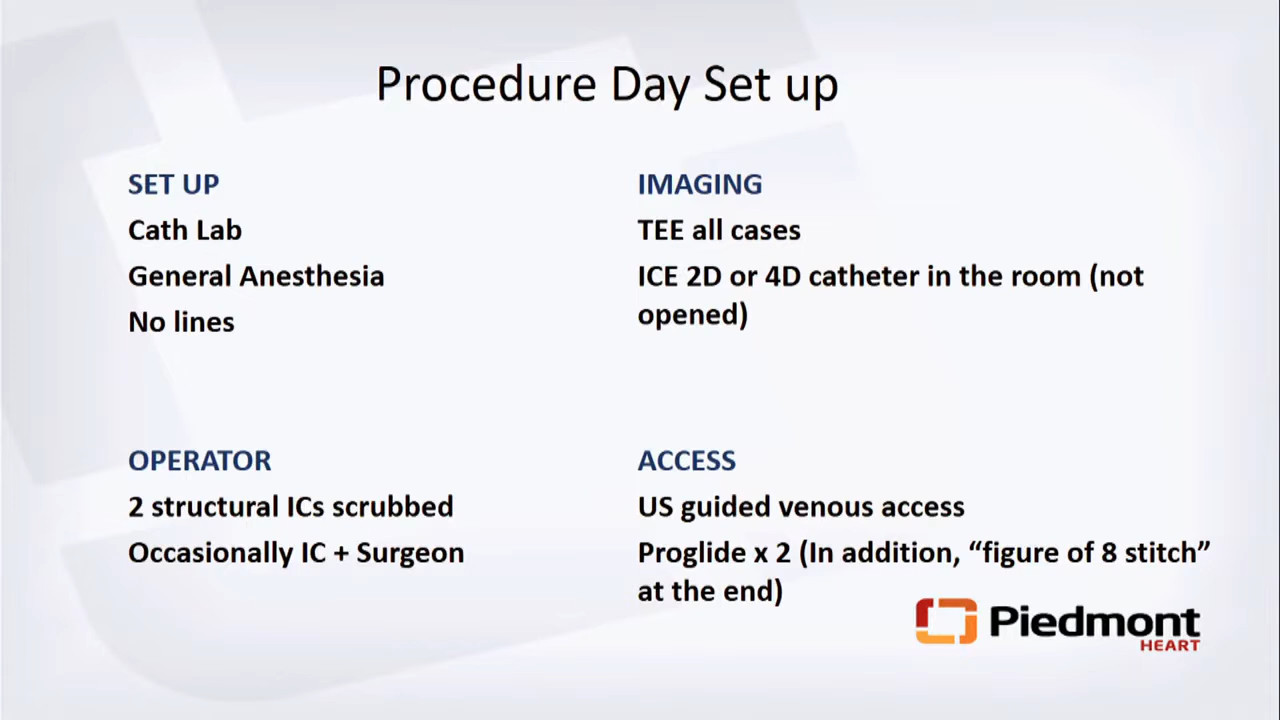 Procedure Day Set up
SET UP
Cath Lab
General Anesthesia
No lines
IMAGING
TEE all cases
ICE 2D or 4D catheter in the room (not
opened)
OPERATOR
2 structural ICs scrubbed
Occasionally IC + Surgeon
ACCESS
US guided venous access
Proglide x 2 (In addition, “figure of 8 stitch”
at the end)
Piedmont
HEART